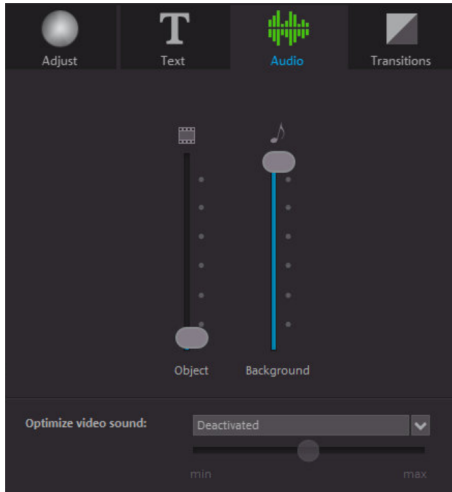 Adjust
Text
Audio
Transitions
Object
Background
Optimize video sound:
Deactivated
min
max